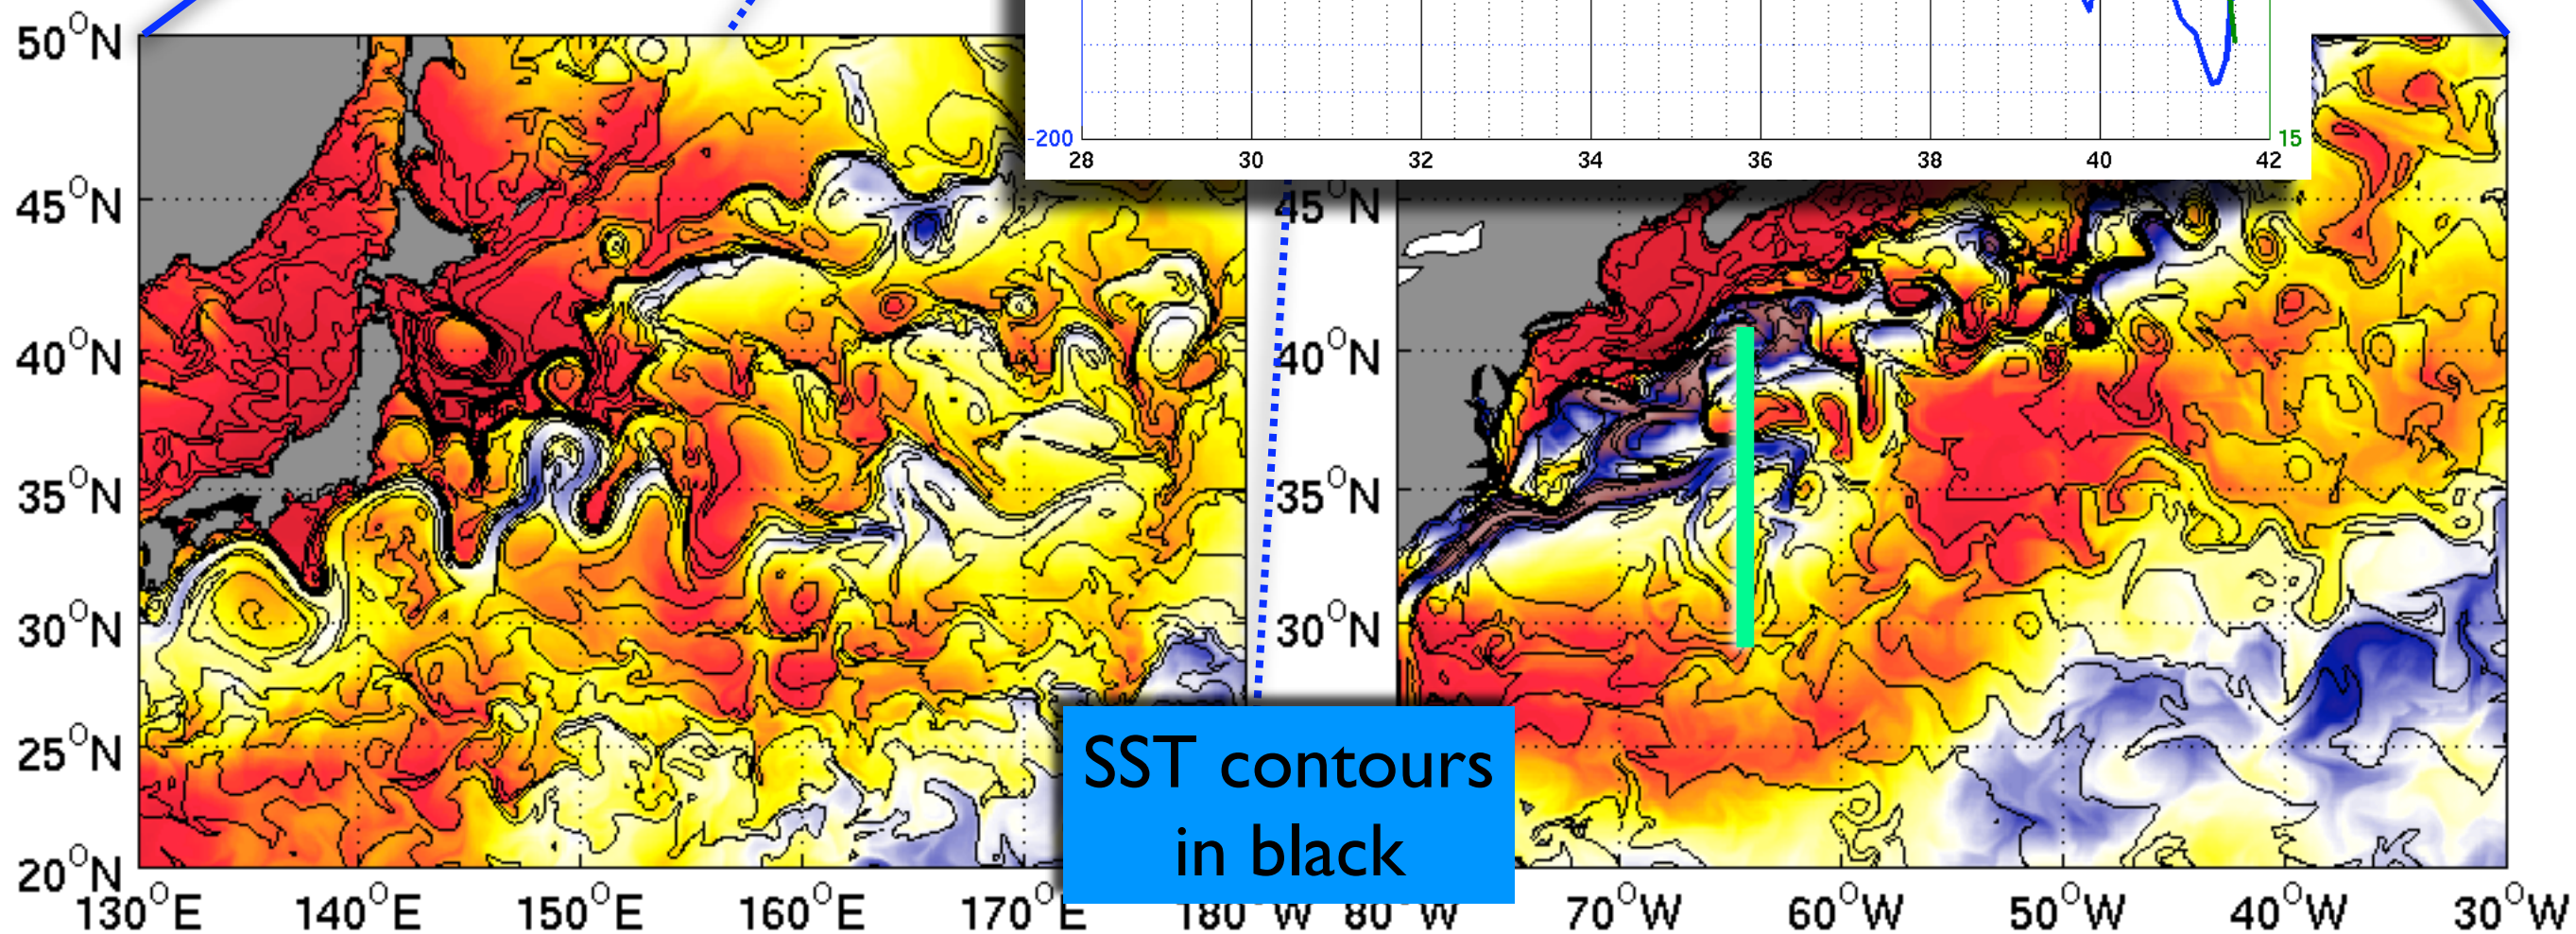 -200
15
28 30 32 34 36 38 40 42
50°N
45°N
40°N
35°N
30°N
25°N
20°N
130°E 140°E 150°E 160°E 170°E 180°W
45°N
40°N
35°N
30°N
80°W 70°W 60°W 50°W 40°W 30°W
SST contours
in black